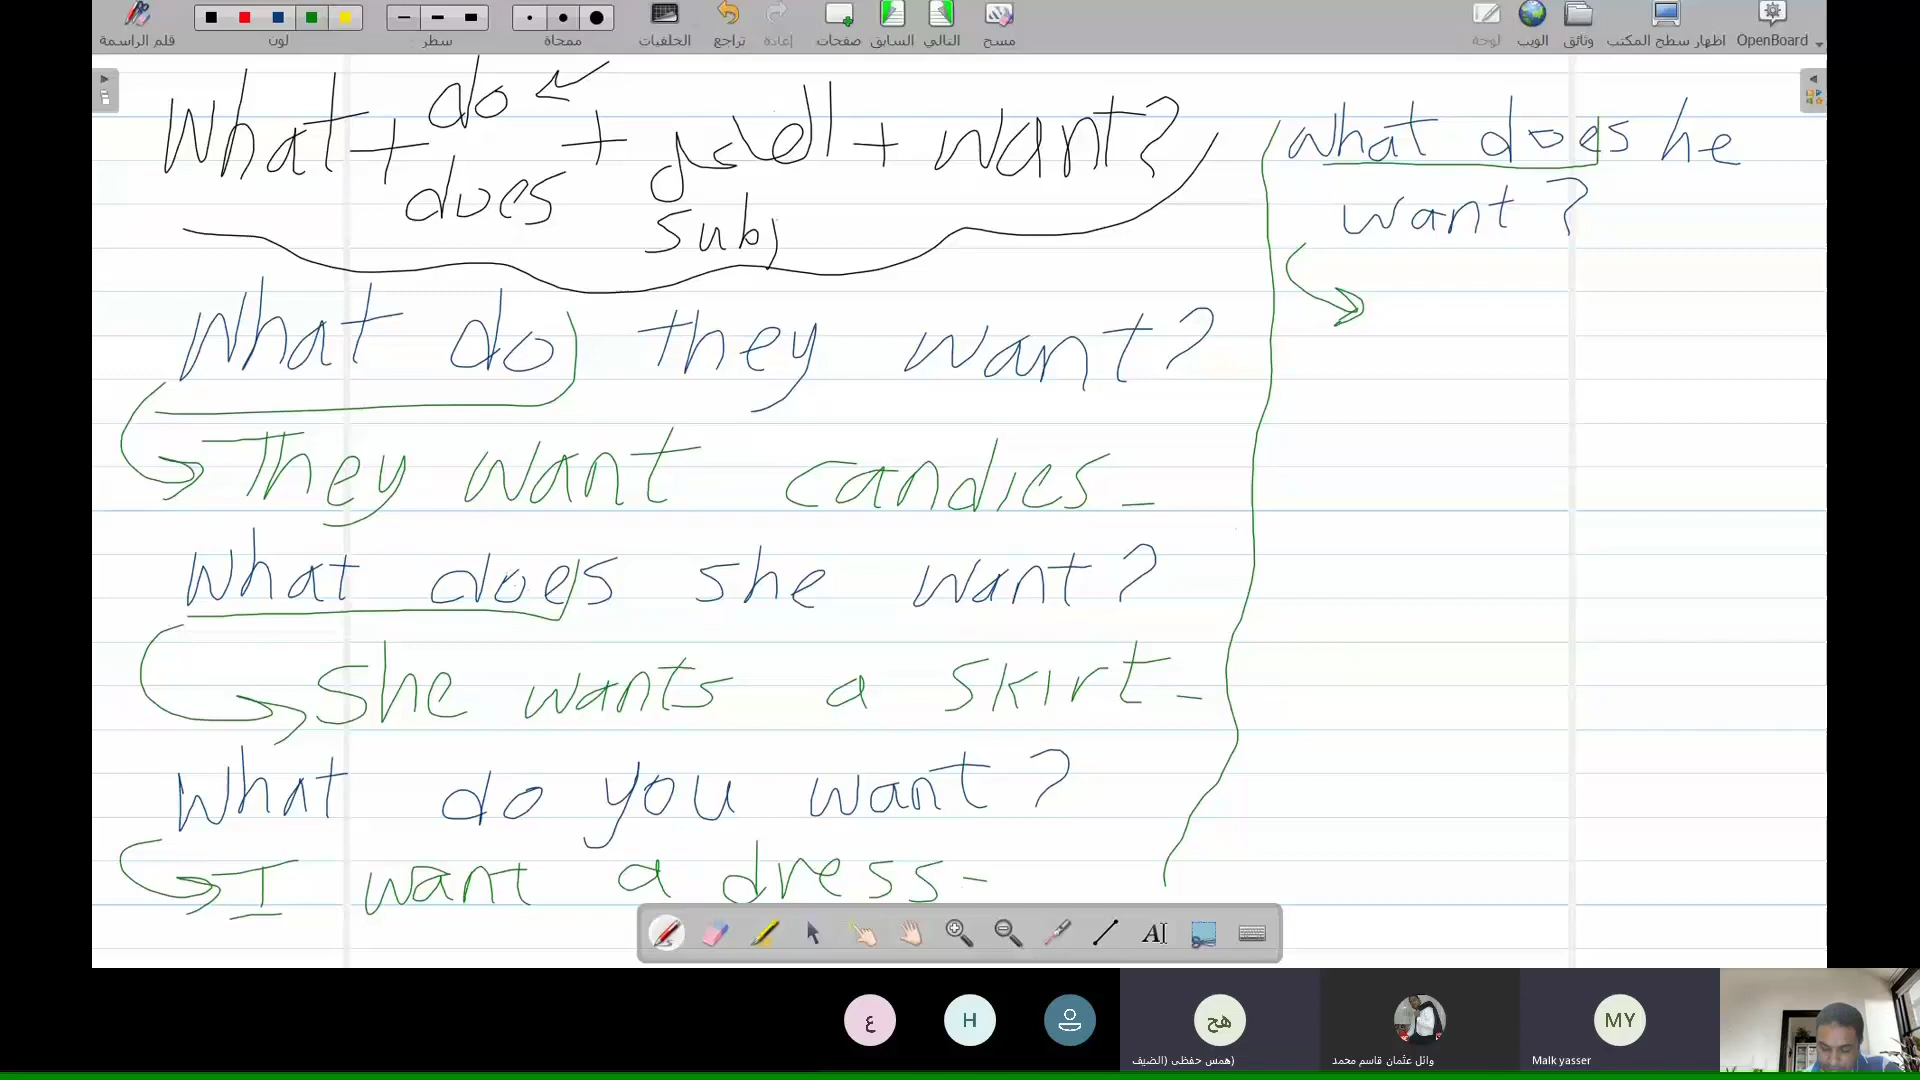 قلم الراسمة
لون
سطر
ممحاة
الخلفيات
تراجع
إعادة
صفحات
السابق
التالي
مسح
لوحة
الويب
وثائق
اظهار سطح المكتب
OpenBoard
do
What + + الفاعل + want?
does
subj
What do they want?
They want candies-
What does she want?
She wants a skirt-
What do you want?
I want a dress-
what does he
want?
AI
ع
H
هح
(همس حفظي (الضيف
وائل عثمان قاسم محمد
MY
Malk yasser